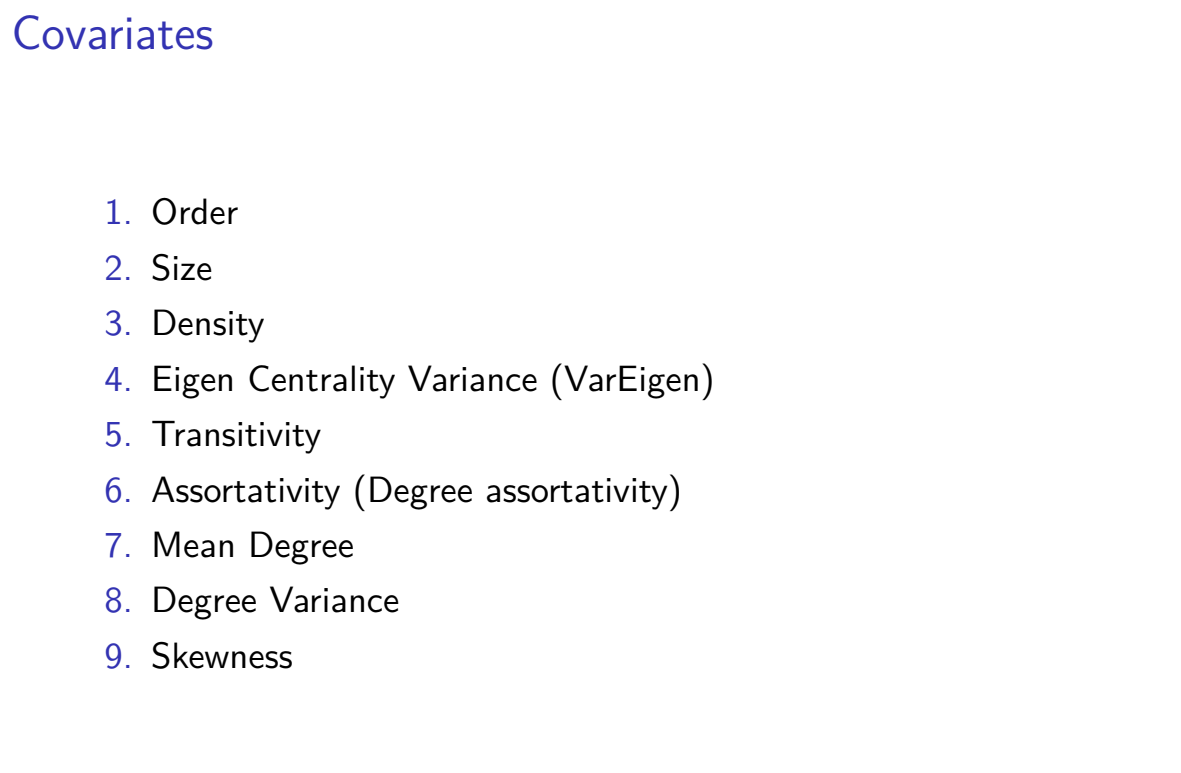 Covariates
1. Order
2. Size
3. Density
4. Eigen Centrality Variance (VarEigen)
5. Transitivity
6. Assortativity (Degree assortativity)
7. Mean Degree
8. Degree Variance
9. Skewness